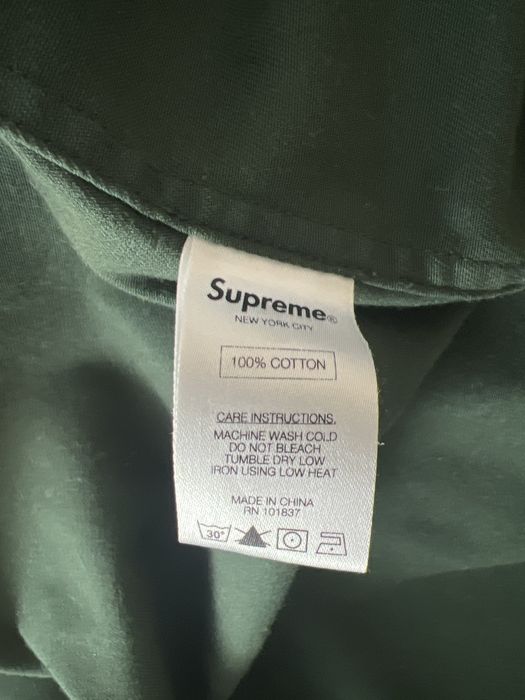 Supreme®
NEW YORK CITY
100% COTTON
CARE INSTRUCTIONS.
MACHINE WASH COLD
DO NOT BLEACH
TUMBLE DRY LOW
IRON USING LOW HEAT
MADE IN CHINA
RN 101837
30°